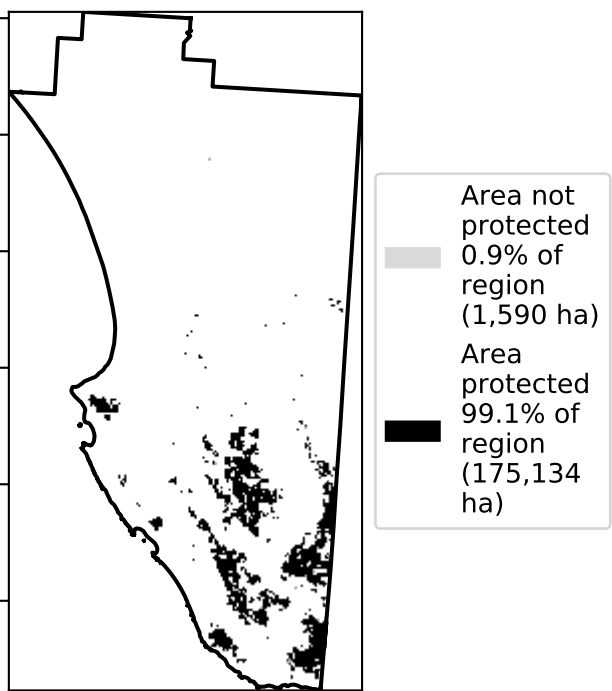 Area not
protected
0.9% of
region
(1,590 ha)
Area
protected
99.1% of
region
(175,134
ha)